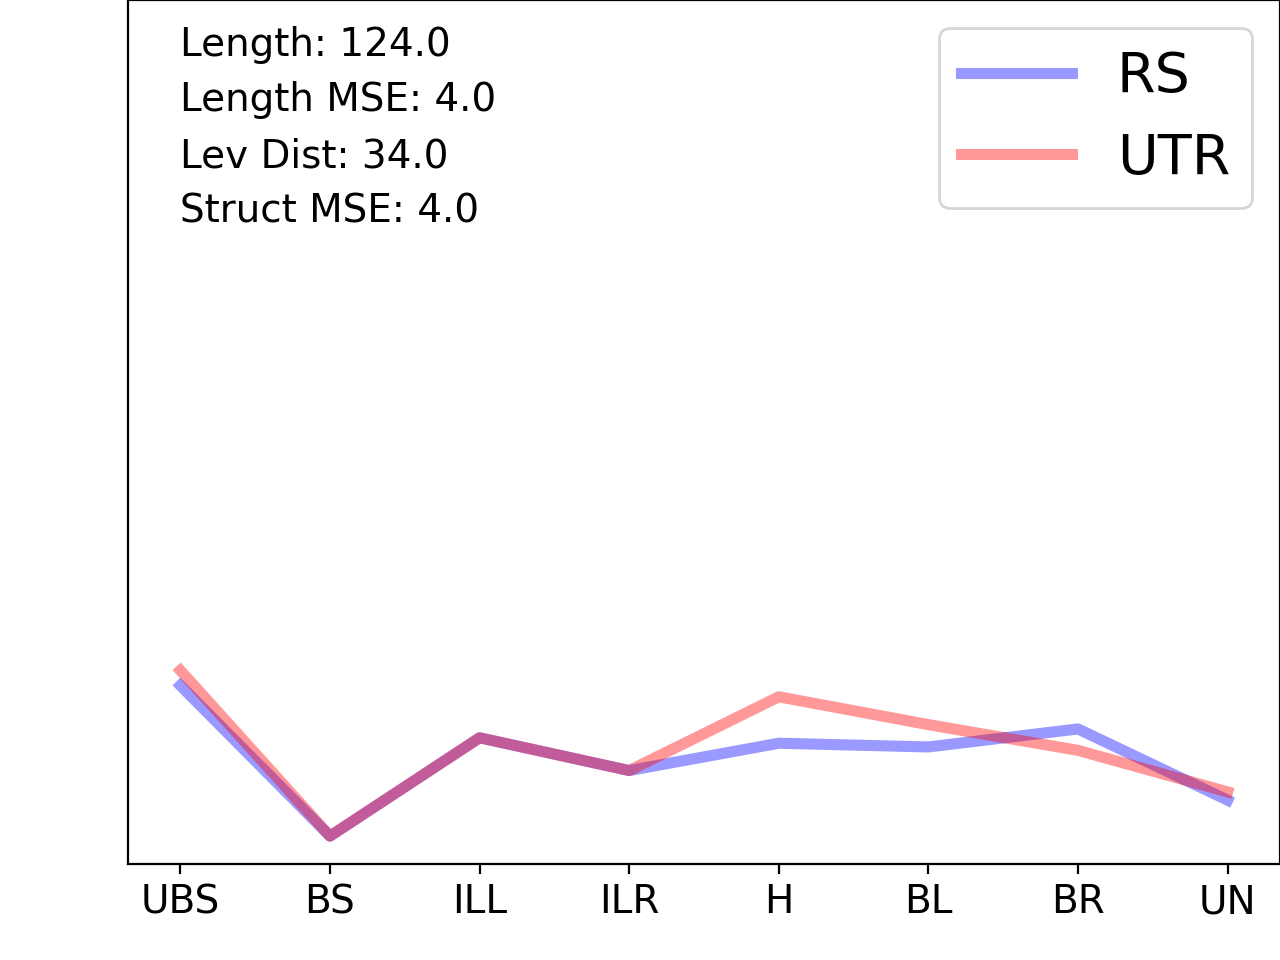 Length: 124.0
Length MSE: 4.0
Lev Dist: 34.0
Struct MSE: 4.0
RS
UTR
UBS BS ILL ILR H BL BR UN